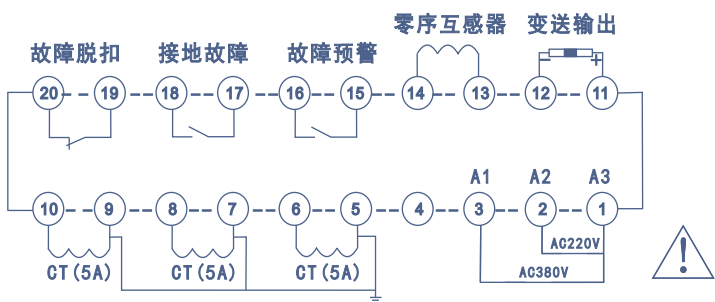 零序互感器 变送输出
故障脱扣 接地故障 故障预警
20 19 18 17 16 15 14 13 12 11
A1 A2 A3
10 9 8 7 6 5 4 3 2 1
AC220V
CT(5A) CT(5A) CT(5A) AC380V